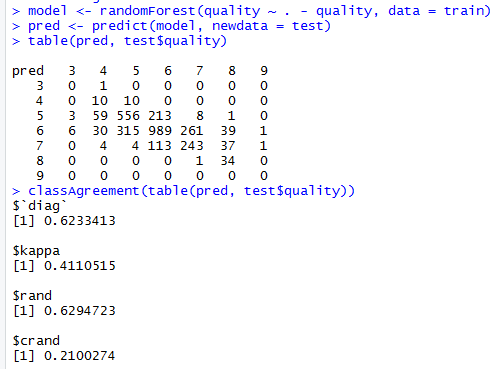 > model <- randomForest(quality ~ . - quality, data = train)
> pred <- predict(model, newdata = test)
> table(pred, test$quality)
pred 3 4 5 6 7 8 9
3 0 1 0 0 0 0 0
4 0 10 10 0 0 0 0
5 3 59 556 213 8 1 0
6 6 30 315 989 261 39 1
7 0 4 4 113 243 37 1
8 0 0 0 0 1 34 0
9 0 0 0 0 0 0 0
> classAgreement(table(pred, test$quality))
$`diag`
[1] 0.6233413
$kappa
[1] 0.4110515
$rand
[1] 0.6294723
$crand
[1] 0.2100274